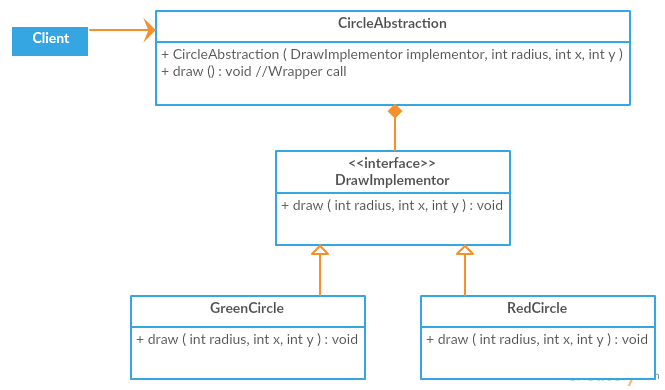 CircleAbstraction
Client
+ CircleAbstraction ( DrawImplementor implementor, int radius, int x, int y )
+ draw () : void //Wrapper call
<<interface>>
DrawImplementor
+ draw ( int radius, int x, int y ) : void
GreenCircle
RedCircle
+ draw ( int radius, int x, int y ) : void
+ draw ( int radius, int x, int y ) : void